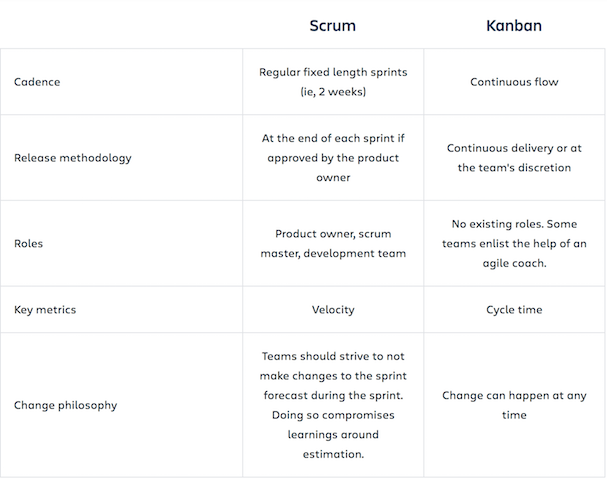 Scrum Kanban
Cadence
Regular fixed length sprints
(ie, 2 weeks)
Continuous flow
Release methodology
At the end of each sprint if
approved by the product
owner
Continuous delivery or at
the team's discretion
Roles
Product owner, scrum
master, development team
No existing roles. Some
teams enlist the help of an
agile coach.
Key metrics
Velocity
Cycle time
Change philosophy
Teams should strive to not
make changes to the sprint
forecast during the sprint.
Doing so compromises
learnings around
estimation.
Change can happen at any
time